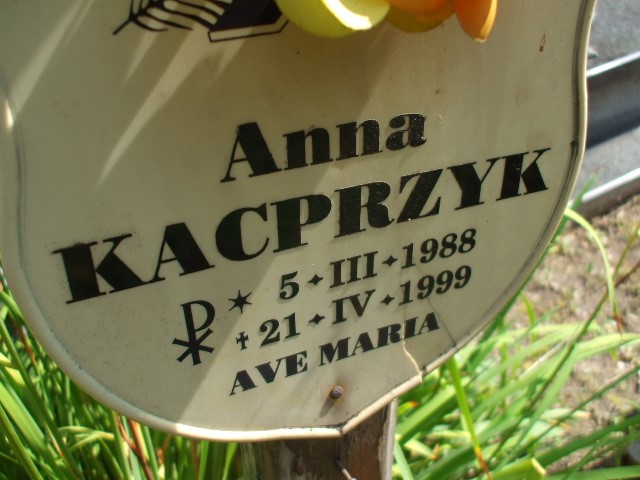 Anna
KACPRZYK
* 5 ✦ III ✦ 1988
✝ 21 ✦ IV ✦ 1999
AVE MARIA